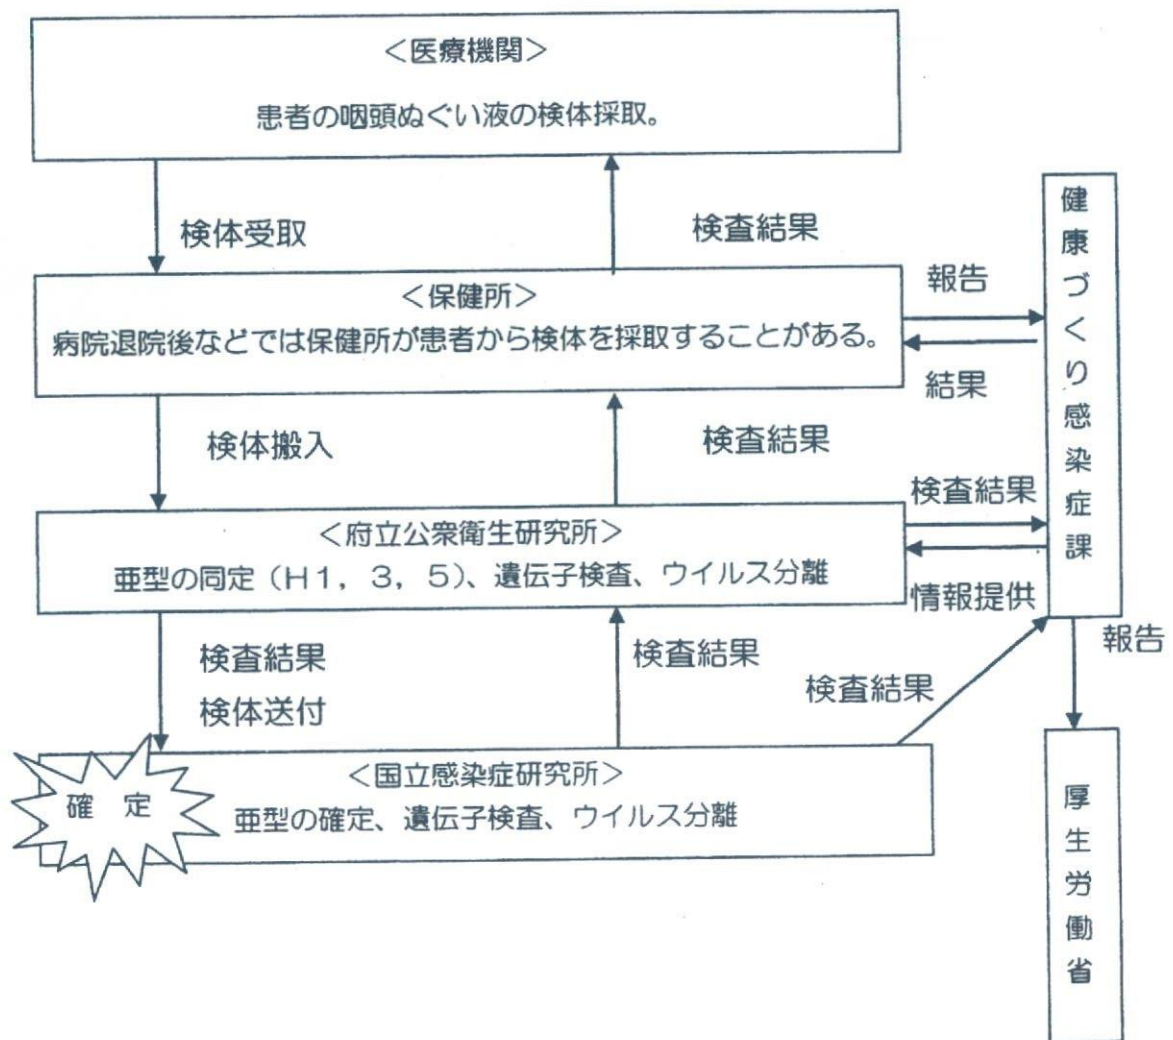 ＜医療機関＞
患者の咽頭ぬぐい液の検体採取。
検体受取
検査結果
＜保健所＞
病院退院後などでは保健所が患者から検体を採取することがある。
報告
結果
健康づくり感染症課
検体搬入
検査結果
＜府立公衆衛生研究所＞
亜型の同定（Ｈ１，３，５）、遺伝子検査、ウイルス分離
検査結果
情報提供
検査結果
検体送付
検査結果
検査結果
報告
確　定
＜国立感染症研究所＞
亜型の確定、遺伝子検査、ウイルス分離
厚生労働省